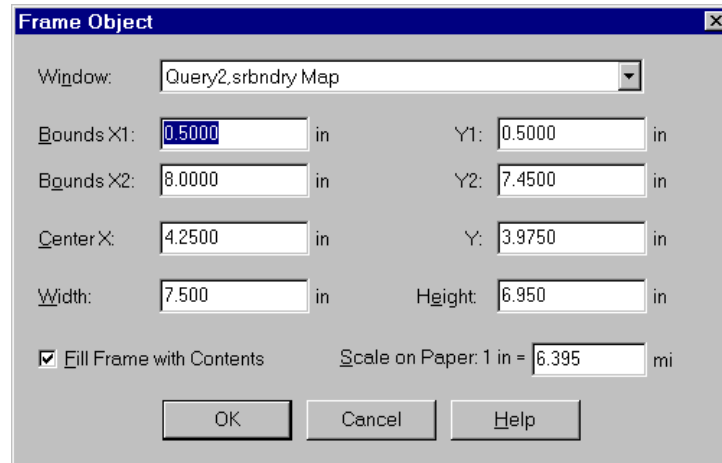 Frame Object
Window: Query2,srbndry Map
Bounds X1: 0.5000 in Y1: 0.5000 in
Bounds X2: 8.0000 in Y2: 7.4500 in
Center X: 4.2500 in Y: 3.9750 in
Width: 7.500 in Height: 6.950 in
Fill Frame with Contents Scale on Paper: 1 in = 6.395 mi
OK Cancel Help